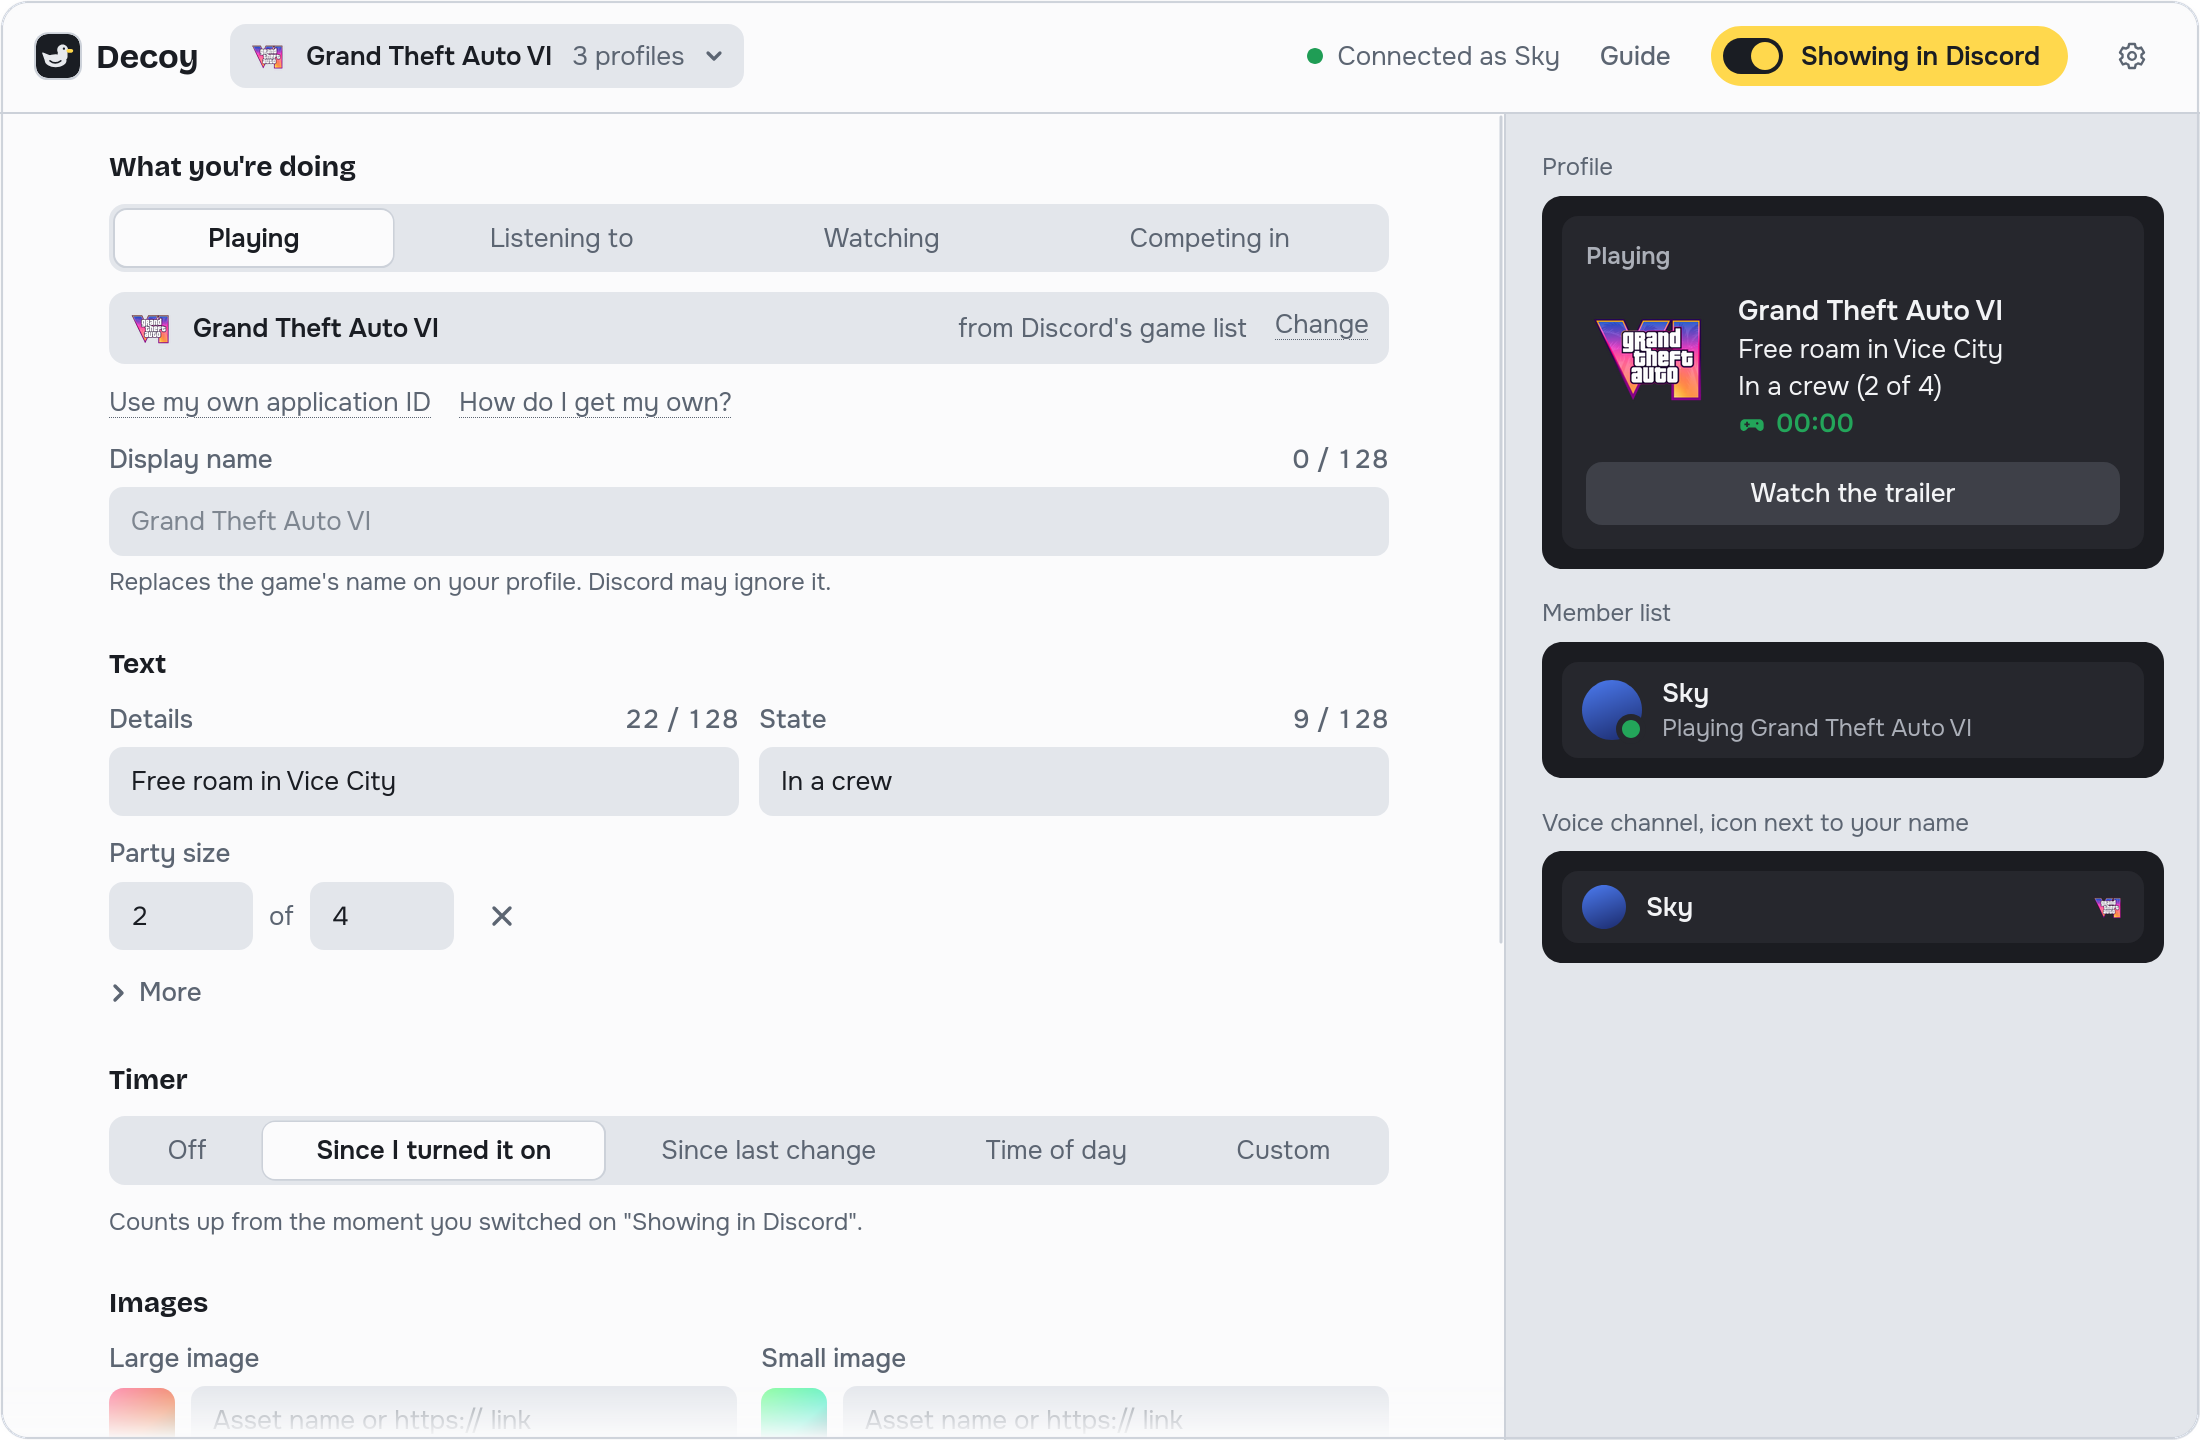 Decoy
Grand Theft Auto VI 3 profiles
Connected as Sky
Guide
Showing in Discord
What you're doing
Playing
Listening to
Watching
Competing in
Grand Theft Auto VI
from Discord's game list
Change
Use my own application ID
How do I get my own?
Display name
0 / 128
Grand Theft Auto VI
Replaces the game's name on your profile. Discord may ignore it.
Text
Details
22 / 128
State
9 / 128
Free roam in Vice City
In a crew
Party size
2 of 4
More
Timer
Off
Since I turned it on
Since last change
Time of day
Custom
Counts up from the moment you switched on "Showing in Discord".
Images
Large image
Small image
Asset name or https:// link
Asset name or https:// link
Profile
Playing
grand
theft
auto
Grand Theft Auto VI
Free roam in Vice City
In a crew (2 of 4)
00:00
Watch the trailer
Member list
Sky
Playing Grand Theft Auto VI
Voice channel, icon next to your name
Sky